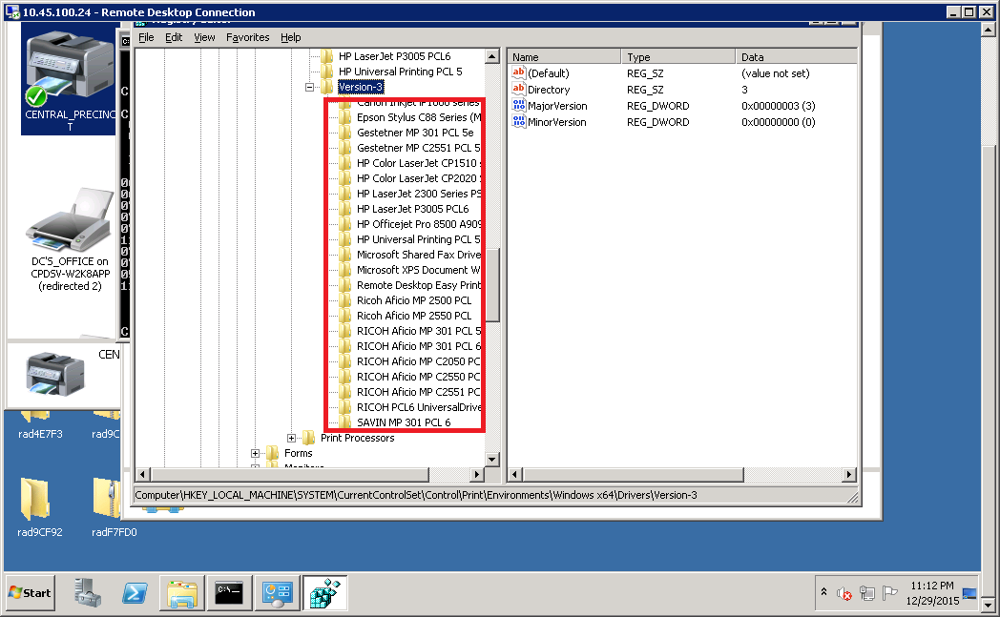 10.45.100.24 - Remote Desktop Connection
File Edit View Favorites Help
HP LaserJet P3005 PCL6
HP Universal Printing PCL 5
Version-3
Canon Inkjet iP1600 series
Epson Stylus C88 Series (M
Gestetner MP 301 PCL 5e
Gestetner MP C2551 PCL 5
HP Color LaserJet CP1510 s
HP Color LaserJet CP2020 S
HP LaserJet 2300 Series PS
HP LaserJet P3005 PCL6
HP Officejet Pro 8500 A909
HP Universal Printing PCL 5
Microsoft Shared Fax Drive
Microsoft XPS Document W
Remote Desktop Easy Print
Ricoh Aficio MP 2500 PCL
Ricoh Aficio MP 2550 PCL
RICOH Aficio MP 301 PCL 5
RICOH Aficio MP 301 PCL 6
RICOH Aficio MP C2050 PC
RICOH Aficio MP C2550 PC
RICOH Aficio MP C2551 PC
RICOH PCL6 UniversalDrive
SAVIN MP 301 PCL 6
Print Processors
Forms
Name Type Data
(Default) REG_SZ (value not set)
Directory REG_SZ 3
MajorVersion REG_DWORD 0x00000003 (3)
MinorVersion REG_DWORD 0x00000000 (0)
Computer\HKEY_LOCAL_MACHINE\SYSTEM\CurrentControlSet\Control\Print\Environments\Windows x64\Drivers\Version-3
CENTRAL_PRECINC
T
DC'S_OFFICE on
CPDSV-W2K8APP
(redirected 2)
CEN
rad4E7F3 rad9C
rad9CF92 radF7FD0
Start
11:12 PM
12/29/2015